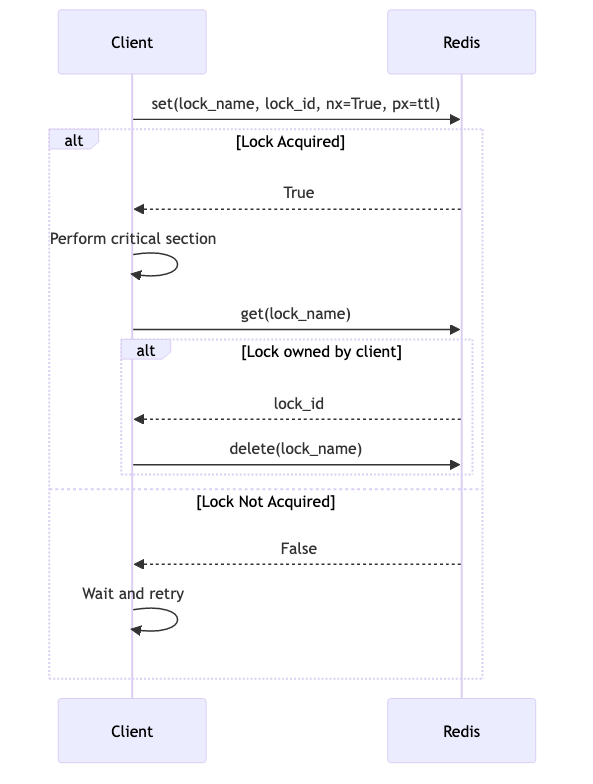 Client
Redis
set(lock_name, lock_id, nx=True, px=ttl)
alt
[Lock Acquired]
True
Perform critical section
get(lock_name)
alt
[Lock owned by client]
lock_id
delete(lock_name)
[Lock Not Acquired]
False
Wait and retry
Client
Redis